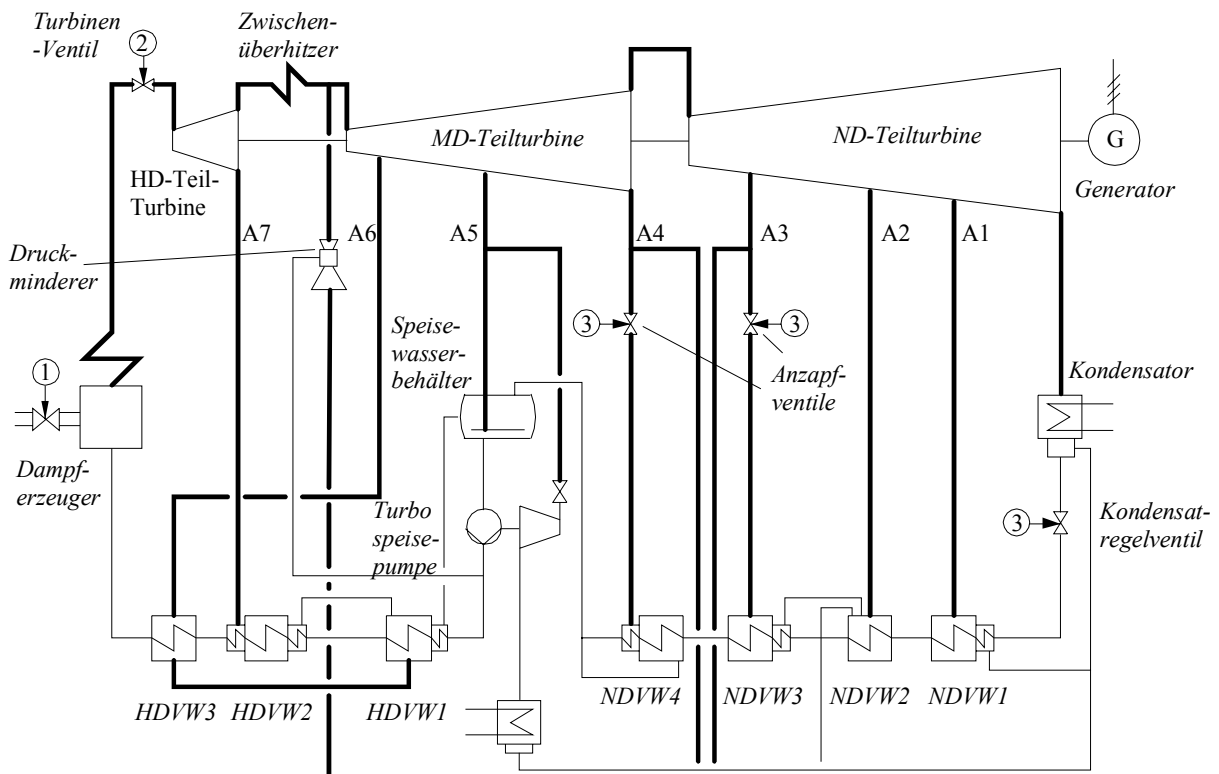 Turbinen
-Ventil
2
Zwischen-
überhitzer
MD-Teilturbine
ND-Teilturbine
G
Generator
HD-Teil-
Turbine
A7
A6
A5
A4
A3
A2
A1
Druck-
minderer
3
3
Speise-
wasser-
behälter
Anzapf-
ventile
Kondensator
1
Dampf-
erzeuger
Turbo
speise-
pumpe
3
Kondensat-
regelventil
HDVW3
HDVW2
HDVW1
NDVW4
NDVW3
NDVW2
NDVW1